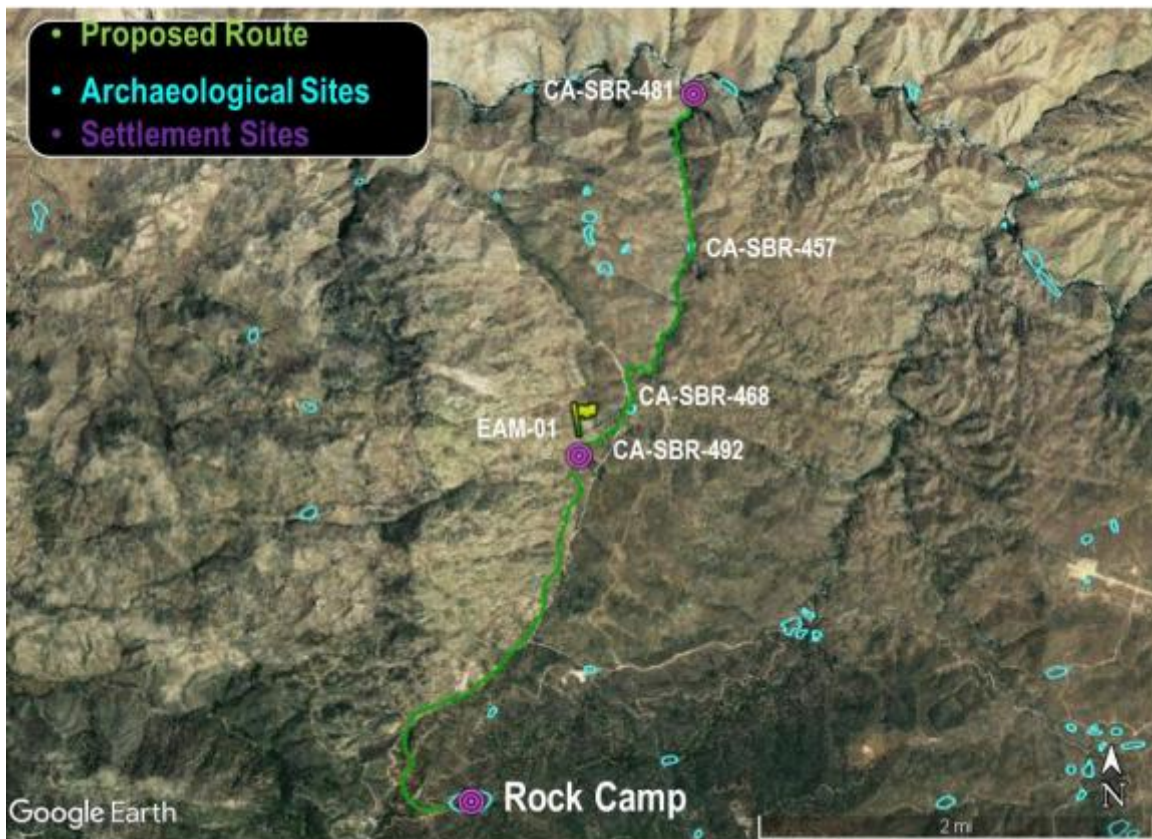 • Proposed Route
• Archaeological Sites
• Settlement Sites
CA-SBR-481
CA-SBR-457
CA-SBR-468
EAM-01
CA-SBR-492
Rock Camp
Google Earth
N
2 mi